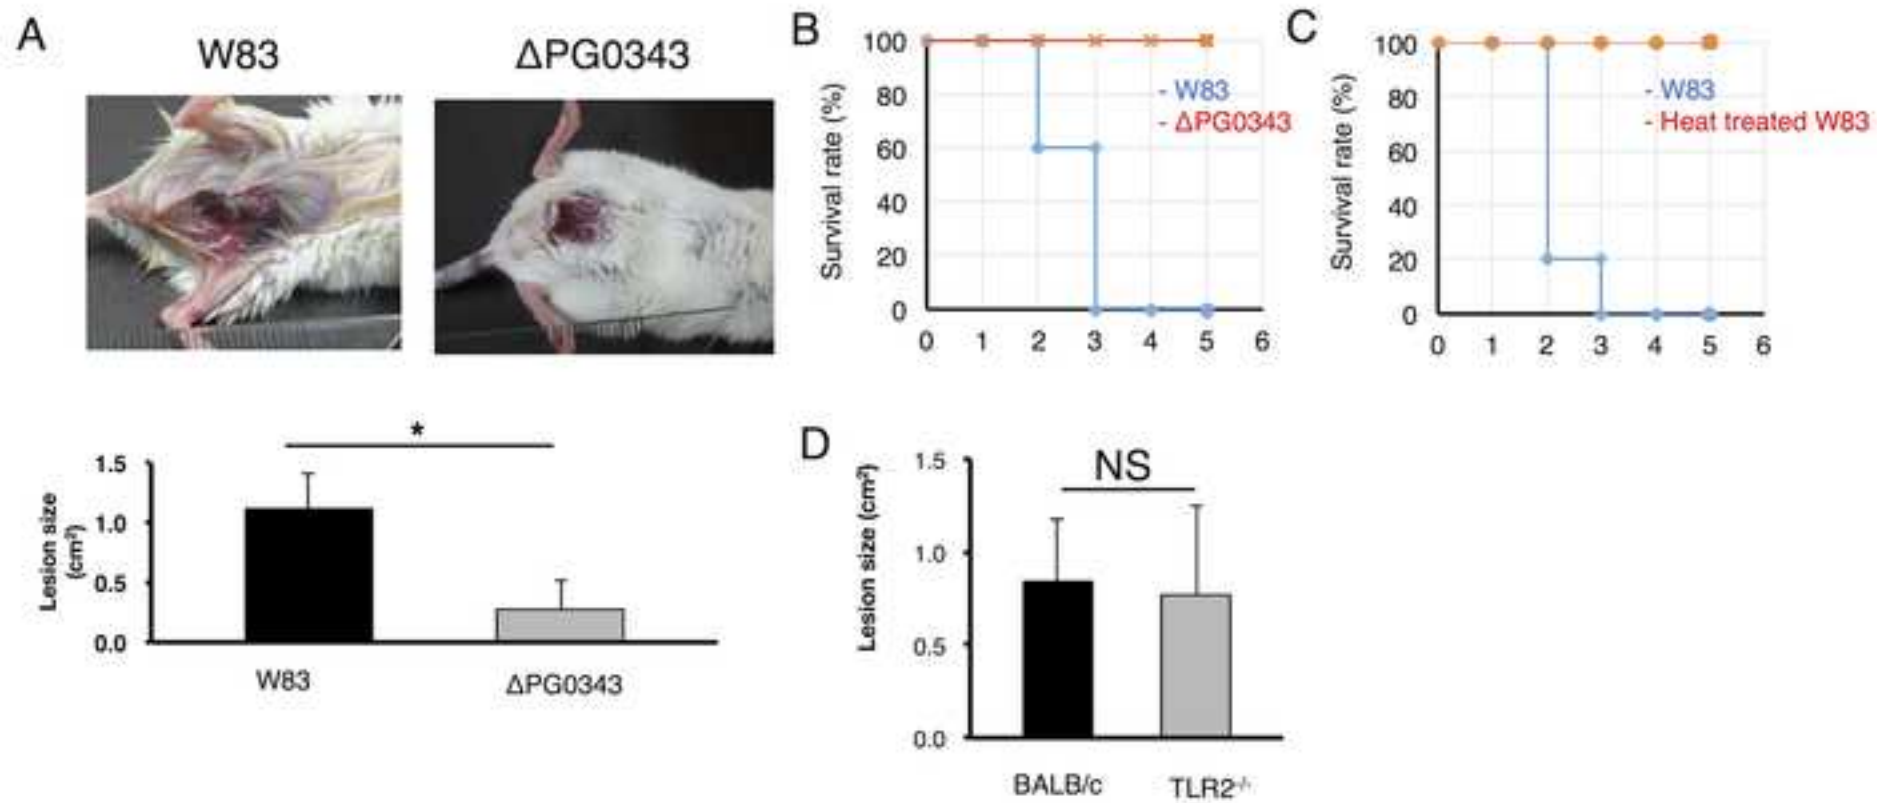 A
W83
ΔPG0343
*
Lesion size
(cm²)
1.5
1.0
0.5
0.0
W83
ΔPG0343
B
Survival rate (%)
100
80
60
40
20
0
0 1 2 3 4 5 6
- W83
- ΔPG0343
C
Survival rate (%)
100
80
60
40
20
0
0 1 2 3 4 5 6
- W83
- Heat treated W83
D
Lesion size (cm²)
1.5
1.0
0.5
0.0
NS
BALB/c
TLR2-/-